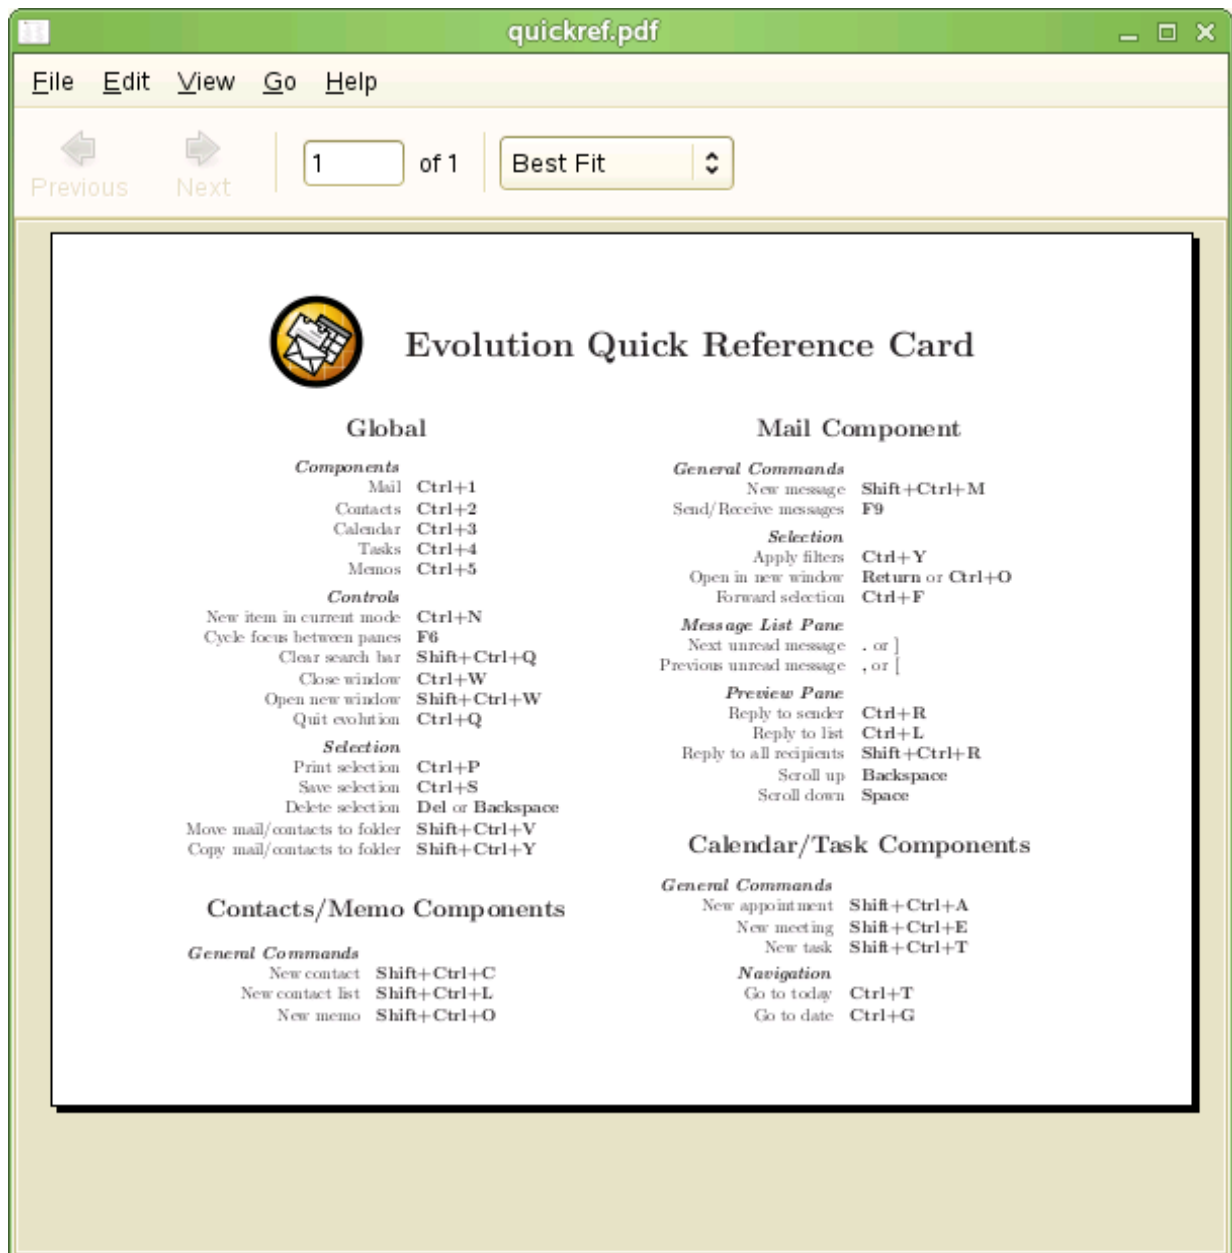 quickref.pdf
File Edit View Go Help
Previous Next 1 of 1 Best Fit
Evolution Quick Reference Card
Global
Components
Mail Ctrl+1
Contacts Ctrl+2
Calendar Ctrl+3
Tasks Ctrl+4
Memos Ctrl+5
Controls
New item in current mode Ctrl+N
Cycle focus between panes F6
Clear search bar Shift+Ctrl+Q
Close window Ctrl+W
Open new window Shift+Ctrl+W
Quit evolution Ctrl+Q
Selection
Print selection Ctrl+P
Save selection Ctrl+S
Delete selection Del or Backspace
Move mail/contacts to folder Shift+Ctrl+V
Copy mail/contacts to folder Shift+Ctrl+Y
Contacts/Memo Components
General Commands
New contact Shift+Ctrl+C
New contact list Shift+Ctrl+L
New memo Shift+Ctrl+O
Mail Component
General Commands
New message Shift+Ctrl+M
Send/Receive messages F9
Selection
Apply filters Ctrl+Y
Open in new window Return or Ctrl+O
Forward selection Ctrl+F
Message List Pane
Next unread message . or ]
Previous unread message , or [
Preview Pane
Reply to sender Ctrl+R
Reply to list Ctrl+L
Reply to all recipients Shift+Ctrl+R
Scroll up Backspace
Scroll down Space
Calendar/Task Components
General Commands
New appointment Shift+Ctrl+A
New meeting Shift+Ctrl+E
New task Shift+Ctrl+T
Navigation
Go to today Ctrl+T
Go to date Ctrl+G